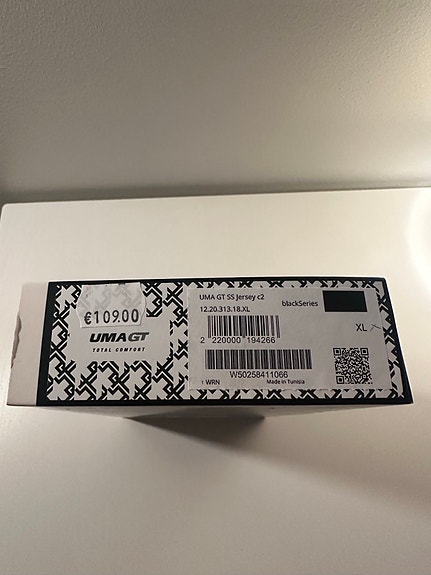 €109.00
UMA GT
TOTAL COMFORT
UMA GT SS Jersey c2
blackSeries
12.20.313.18.XL
XL
2 220000 194266
W50258411066
1 WRN
Made in Tunisia